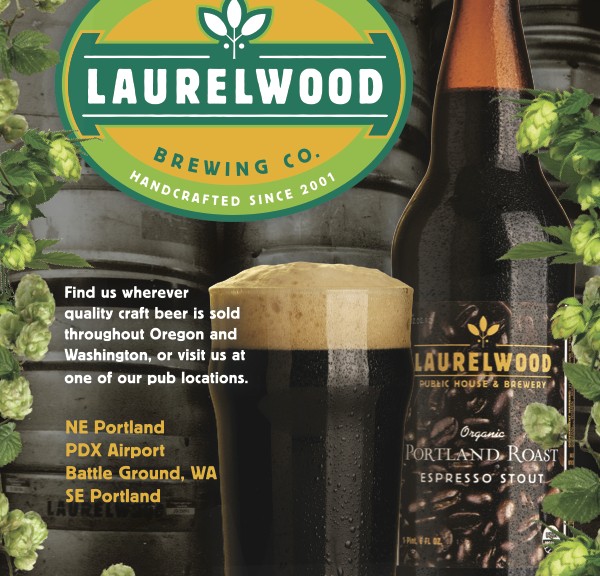 LAURELWOOD
BREWING CO.
HANDCRAFTED SINCE 2001
Find us wherever
quality craft beer is sold
throughout Oregon and
Washington, or visit us at
one of our pub locations.
NE Portland
PDX Airport
Battle Ground, WA
SE Portland
LAURELWOOD
LAURELWOOD
PUBLIC HOUSE & BREWERY
Organic
PORTLAND ROAST
ESPRESSO STOUT